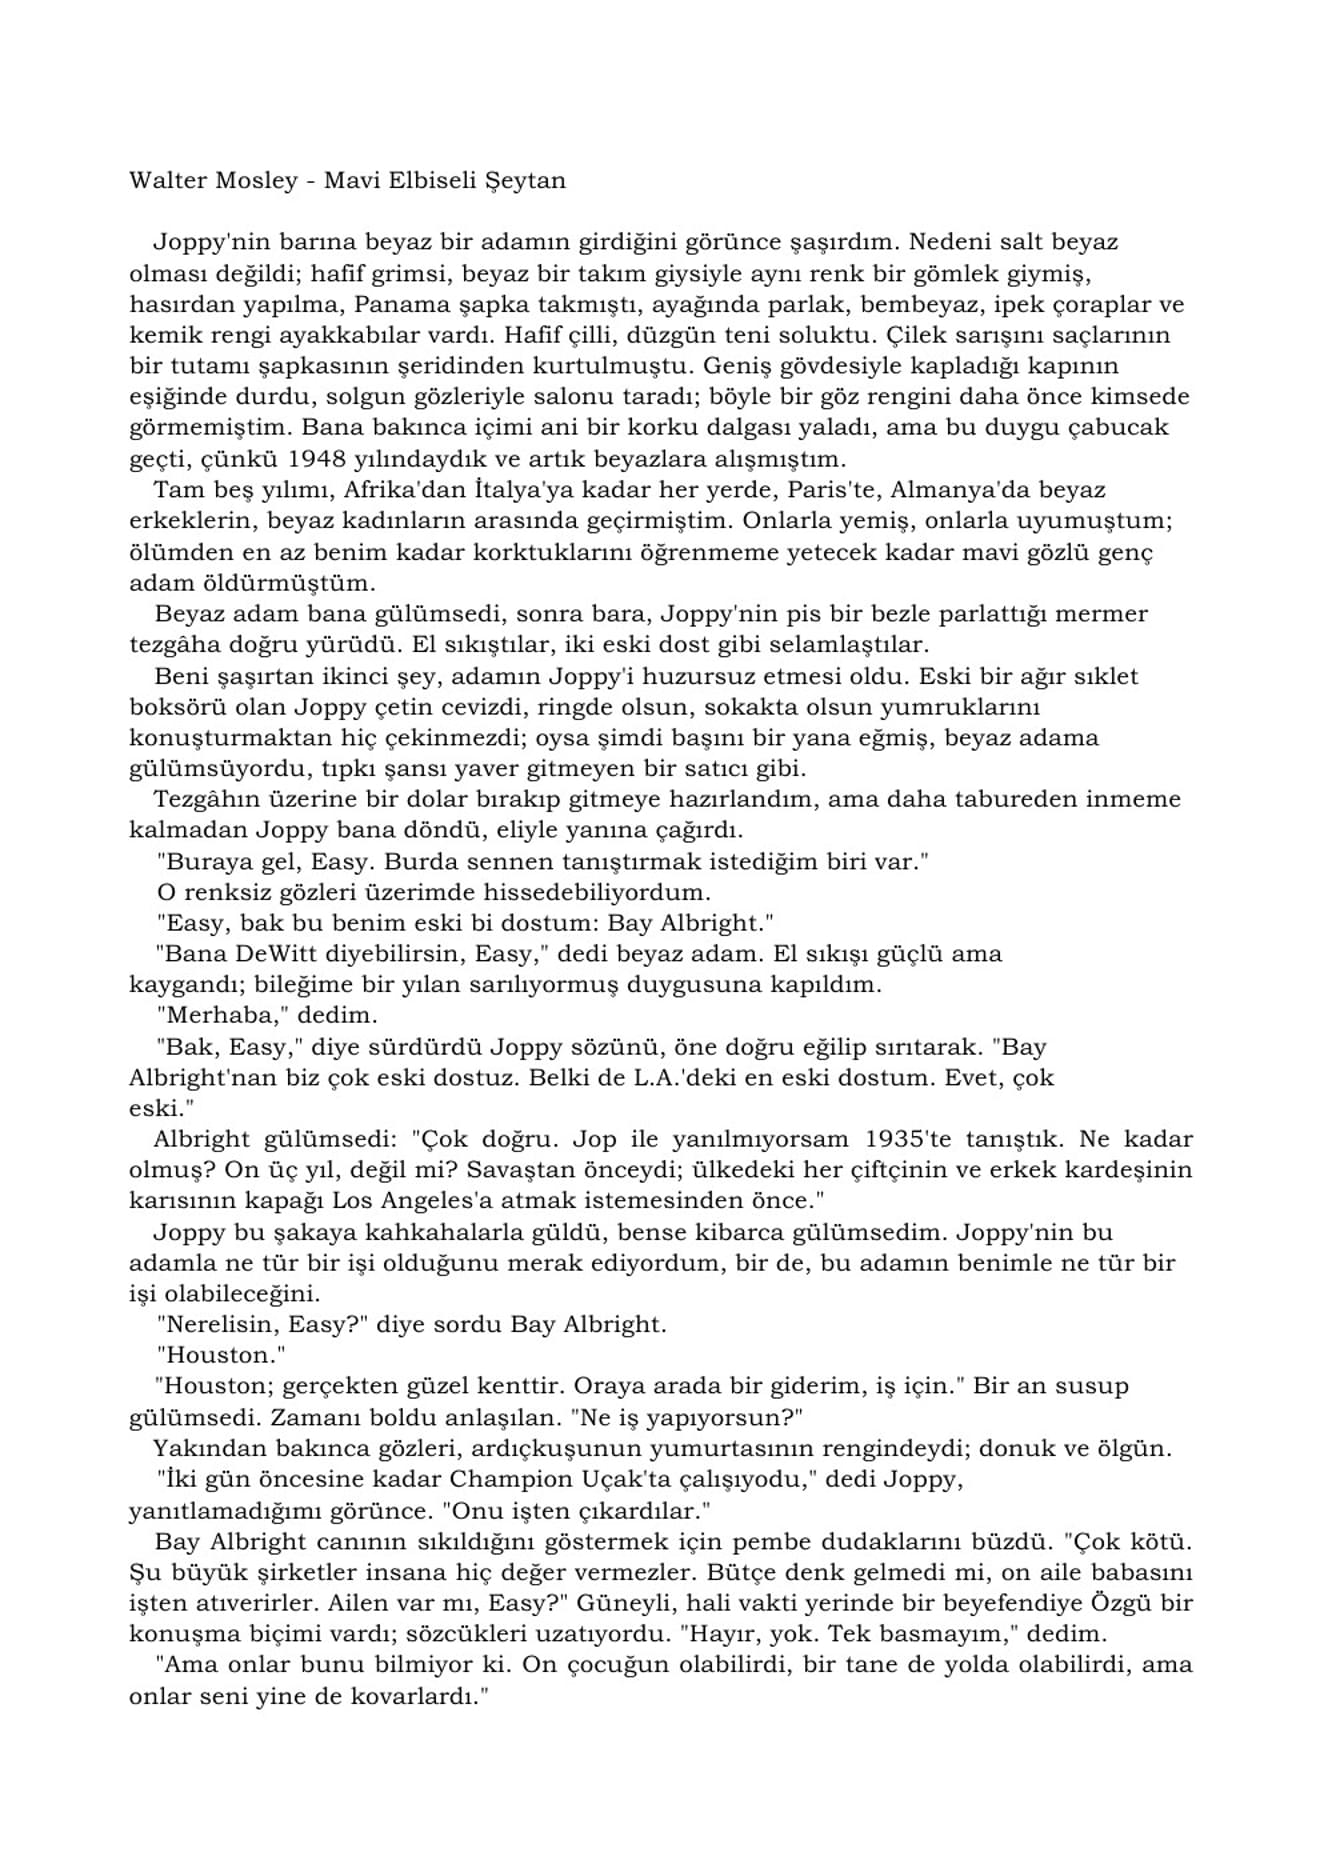 Walter Mosley - Mavi Elbiseli Şeytan
Joppy'nin barına beyaz bir adamın girdiğini görünce şaşırdım. Nedeni salt beyaz
olması değildi; hafif grimsi, beyaz bir takım giysiyle aynı renk bir gömlek giymiş,
hasırdan yapılma, Panama şapka takmıştı, ayağında parlak, bembeyaz, ipek çoraplar ve
kemik rengi ayakkabılar vardı. Hafif çilli, düzgün teni soluktu. Çilek sarışını saçlarının
bir tutamı şapkasının şeridinden kurtulmuştu. Geniş gövdesiyle kapladığı kapının
eşiğinde durdu, solgun gözleriyle salonu taradı; böyle bir göz rengini daha önce kimsede
görmemiştim. Bana bakınca içimi ani bir korku dalgası yaladı, ama bu duygu çabucak
geçti, çünkü 1948 yılındaydık ve artık beyazlara alışmıştım.
Tam beş yılımı, Afrika'dan İtalya'ya kadar her yerde, Paris'te, Almanya'da beyaz
erkeklerin, beyaz kadınların arasında geçirmiştim. Onlarla yemiş, onlarla uyumuştum;
ölümden en az benim kadar korktuklarını öğrenmeme yetecek kadar mavi gözlü genç
adam öldürmüştüm.
Beyaz adam bana gülümsedi, sonra bara, Joppy'nin pis bir bezle parlattığı mermer
tezgâha doğru yürüdü. El sıkıştılar, iki eski dost gibi selamlaştılar.
Beni şaşırtan ikinci şey, adamın Joppy'i huzursuz etmesi oldu. Eski bir ağır sıklet
boksörü olan Joppy çetin cevizdi, ringde olsun, sokakta olsun yumruklarını
konuşturmaktan hiç çekinmezdi; oysa şimdi başını bir yana eğmiş, beyaz adama
gülümsüyordu, tıpkı şansı yaver gitmeyen bir satıcı gibi.
Tezgâhın üzerine bir dolar bırakıp gitmeye hazırlandım, ama daha tabureden inmeme
kalmadan Joppy bana döndü, eliyle yanına çağırdı.
"Buraya gel, Easy. Burda sennen tanıştırmak istediğim biri var."
O renksiz gözleri üzerimde hissedebiliyordum.
"Easy, bak bu benim eski bi dostum: Bay Albright."
"Bana DeWitt diyebilirsin, Easy," dedi beyaz adam. El sıkışı güçlü ama
kaygandı; bileğime bir yılan sarılıyormuş duygusuna kapıldım.
"Merhaba," dedim.
"Bak, Easy," diye sürdürdü Joppy sözünü, öne doğru eğilip sırıtarak. "Bay
Albright'nan biz çok eski dostuz. Belki de L.A.'deki en eski dostum. Evet, çok
eski."
Albright gülümsedi: "Çok doğru. Jop ile yanılmıyorsam 1935'te tanıştık. Ne kadar
olmuş? On üç yıl, değil mi? Savaştan önceydi; ülkedeki her çiftçinin ve erkek kardeşinin
karısının kapağı Los Angeles'a atmak istemesinden önce."
Joppy bu şakaya kahkahalarla güldü, bense kibarca gülümsedim. Joppy'nin bu
adamla ne tür bir işi olduğunu merak ediyordum, bir de, bu adamın benimle ne tür bir
işi olabileceğini.
"Nerelisin, Easy?" diye sordu Bay Albright.
"Houston."
"Houston; gerçekten güzel kenttir. Oraya arada bir giderim, iş için." Bir an susup
gülümsedi. Zamanı boldu anlaşılan. "Ne iş yapıyorsun?"
Yakından bakınca gözleri, ardıçkuşunun yumurtasının rengindeydi; donuk ve ölgün.
"İki gün öncesine kadar Champion Uçak'ta çalışıyodu," dedi Joppy,
yanıtlamadığımı görünce. "Onu işten çıkardılar."
Bay Albright canının sıkıldığını göstermek için pembe dudaklarını büzdü. "Çok kötü.
Şu büyük şirketler insana hiç değer vermezler. Bütçe denk gelmedi mi, on aile babasını
işten atıverirler. Ailen var mı, Easy?" Güneyli, hali vakti yerinde bir beyefendiye Özgü bir
konuşma biçimi vardı; sözcükleri uzatıyordu. "Hayır, yok. Tek basmayım," dedim.
"Ama onlar bunu bilmiyor ki. On çocuğun olabilirdi, bir tane de yolda olabilirdi, ama
onlar seni yine de kovarlardı."